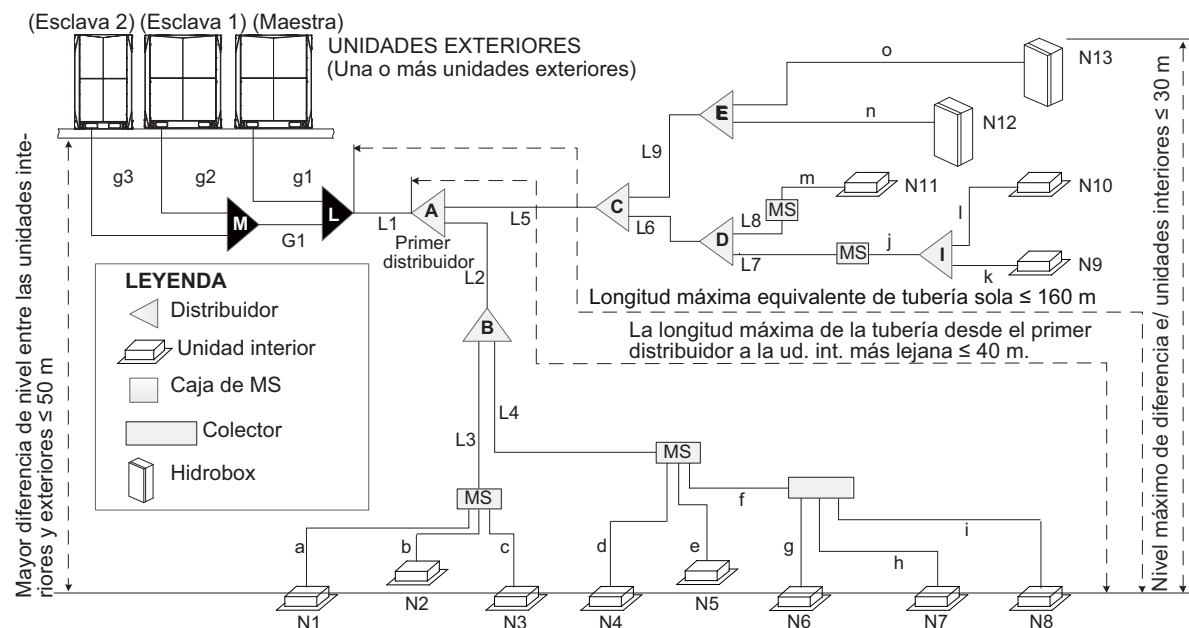 (Esclava 2) (Esclava 1) (Maestra)
UNIDADES EXTERIORES
(Una o más unidades exteriores)
g3
g2
g1
M
L
G1
L1
A
Primer
distribuidor
L5
L2
B
L3
L4
C
L9
L6
E
o
N13
n
N12
D
L8
MS
m
N11
L7
MS
j
I
l
N10
k
N9
Longitud máxima equivalente de tubería sola ≤ 160 m
La longitud máxima de la tubería desde el primer
distribuidor a la ud. int. más lejana ≤ 40 m.
LEYENDA
Distribuidor
Unidad interior
Caja de MS
Colector
Hidrobox
MS
a
b
c
MS
d
e
f
g
h
i
N1
N2
N3
N4
N5
N6
N7
N8
Mayor diferencia de nivel entre las unidades inte-
riores y exteriores ≤ 50 m
Nivel máximo de diferencia e/ unidades interiores ≤ 30 m